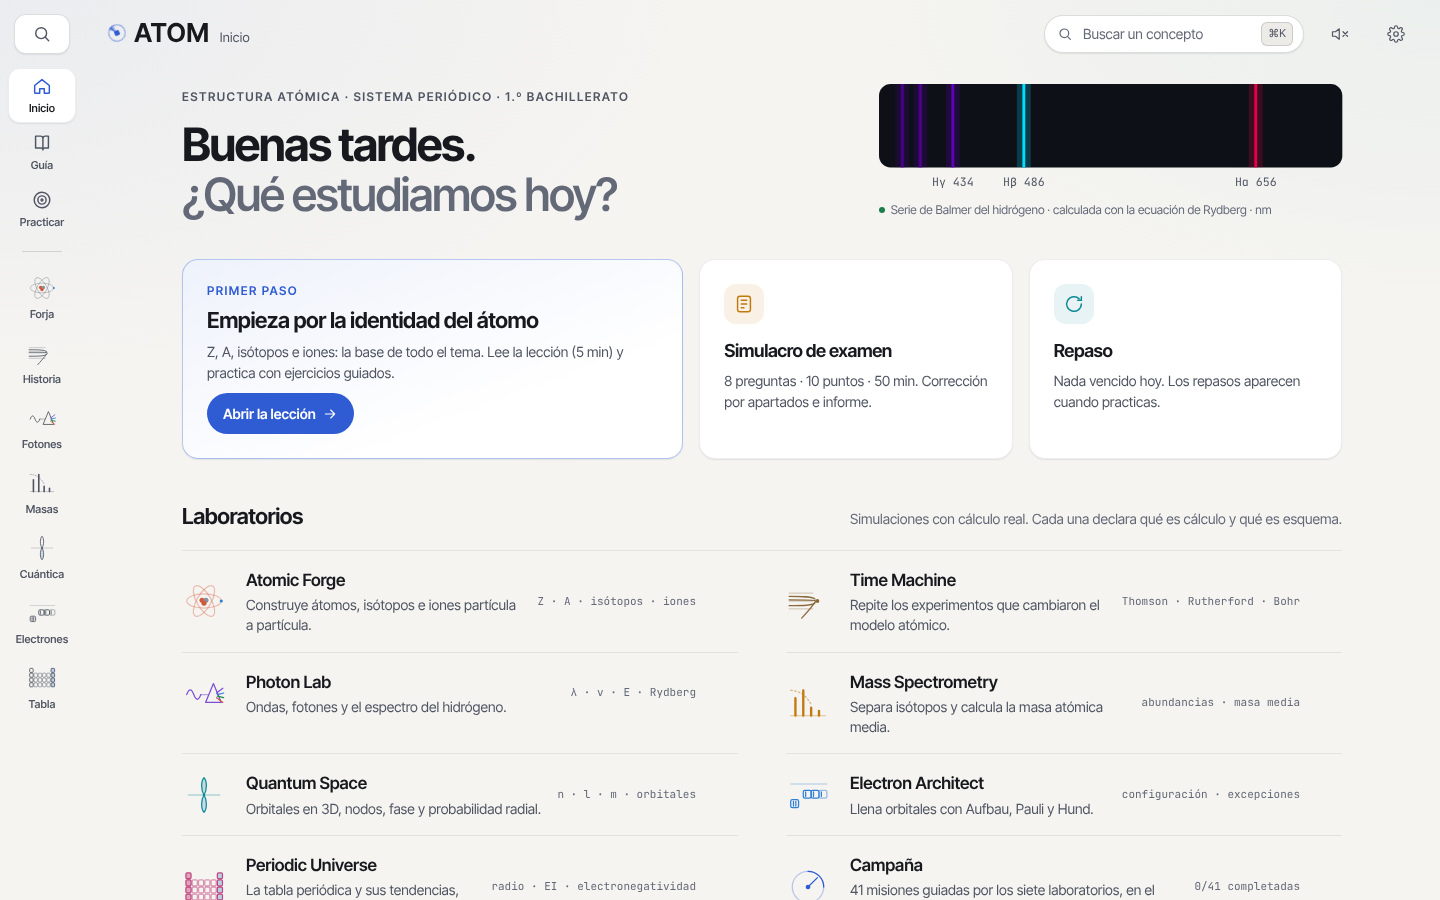 ATOM Inicio
Buscar un concepto ⌘K
Inicio
Guía
Practicar
Forja
Historia
Fotones
Masas
Cuántica
Electrones
Tabla
ESTRUCTURA ATÓMICA · SISTEMA PERIÓDICO · 1.º BACHILLERATO
Buenas tardes.
¿Qué estudiamos hoy?
Hγ 434 Hβ 486 Hα 656
Serie de Balmer del hidrógeno · calculada con la ecuación de Rydberg · nm
PRIMER PASO
Empieza por la identidad del átomo
Z, A, isótopos e iones: la base de todo el tema. Lee la lección (5 min) y
practica con ejercicios guiados.
Abrir la lección →
Simulacro de examen
8 preguntas · 10 puntos · 50 min. Corrección
por apartados e informe.
Repaso
Nada vencido hoy. Los repasos aparecen
cuando practicas.
Laboratorios
Simulaciones con cálculo real. Cada una declara qué es cálculo y qué es esquema.
Atomic Forge
Construye átomos, isótopos e iones partícula
a partícula.
Z · A · isótopos · iones
Time Machine
Repite los experimentos que cambiaron el
modelo atómico.
Thomson · Rutherford · Bohr
Photon Lab
Ondas, fotones y el espectro del hidrógeno.
λ · ν · E · Rydberg
Mass Spectrometry
Separa isótopos y calcula la masa atómica
media.
abundancias · masa media
Quantum Space
Orbitales en 3D, nodos, fase y probabilidad radial.
n · l · m · orbitales
Electron Architect
Llena orbitales con Aufbau, Pauli y Hund.
configuración · excepciones
Periodic Universe
La tabla periódica y sus tendencias,
radio · EI · electronegatividad
Campaña
41 misiones guiadas por los siete laboratorios, en el
0/41 completadas